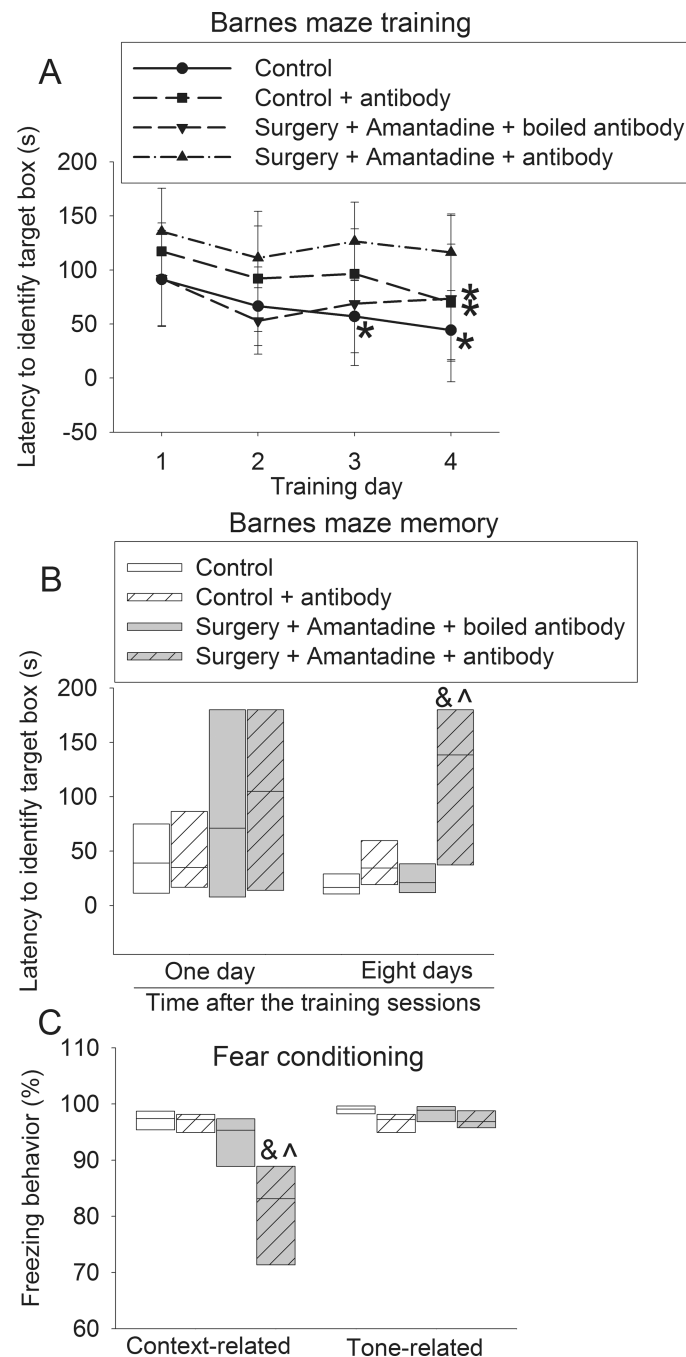 Barnes maze training
A
Control
Control + antibody
Surgery + Amantadine + boiled antibody
Surgery + Amantadine + antibody
Latency to identify target box (s)
200
150
100
50
0
-50
*
*
*
*
1 2 3 4
Training day
Barnes maze memory
B
Control
Control + antibody
Surgery + Amantadine + boiled antibody
Surgery + Amantadine + antibody
Latency to identify target box (s)
200
150
100
50
0
& ^
One day Eight days
Time after the training sessions
C
Fear conditioning
Freezing behavior (%)
110
100
90
80
70
60
& ^
Context-related Tone-related